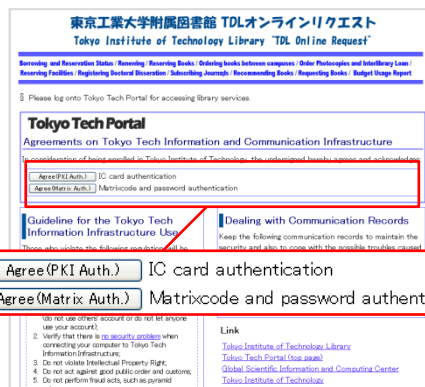 東京工業大学附属図書館 TDLオンラインリクエスト
Tokyo Institute of Technology Library "TDL Online Request"
Borrowing and Reservation Status / Renewing / Reserving Books / Ordering books between campuses / Order Photocopies and Interlibrary Loan /
Reserving Facilities / Registering Doctoral Disseration / Subscribing Journals / Recommending Books / Requesting Books / Budget Usage Report
§ Please log onto Tokyo Tech Portal for accessing library services.
Tokyo Tech Portal
Agreements on Tokyo Tech Information and Communication Infrastructure
In consideration of being enrolled in Tokyo Institute of Technology, the undersigned hereby agrees and acknowledges
Agree(PKI Auth.) IC card authentication
Agree(Matrix Auth.) Matrixcode and password authentication
Guideline for the Tokyo Tech
Information Infrastructure Use
Those who violate the following regulation will be
Dealing with Communication Records
Keep the following communication records to maintain the
security and also to cope with the possible troubles caused
Agree(PKI Auth.) IC card authentication
Agree(Matrix Auth.) Matrixcode and password authent
(do not use others' account or do not let anyone
use your account);
2. Verify that there is no security problem when
connecting your computer to Tokyo Tech
Information Infrastructure;
3. Do not violate Intellectual Property Right;
4. Do not act against good public order and customs;
5. Do not perform fraud acts, such as pyramid
Link
Tokyo Institute of Technology Library
Tokyo Tech Portal (top page)
Global Scientific Information and Computing Center
Tokyo Institute of Technology